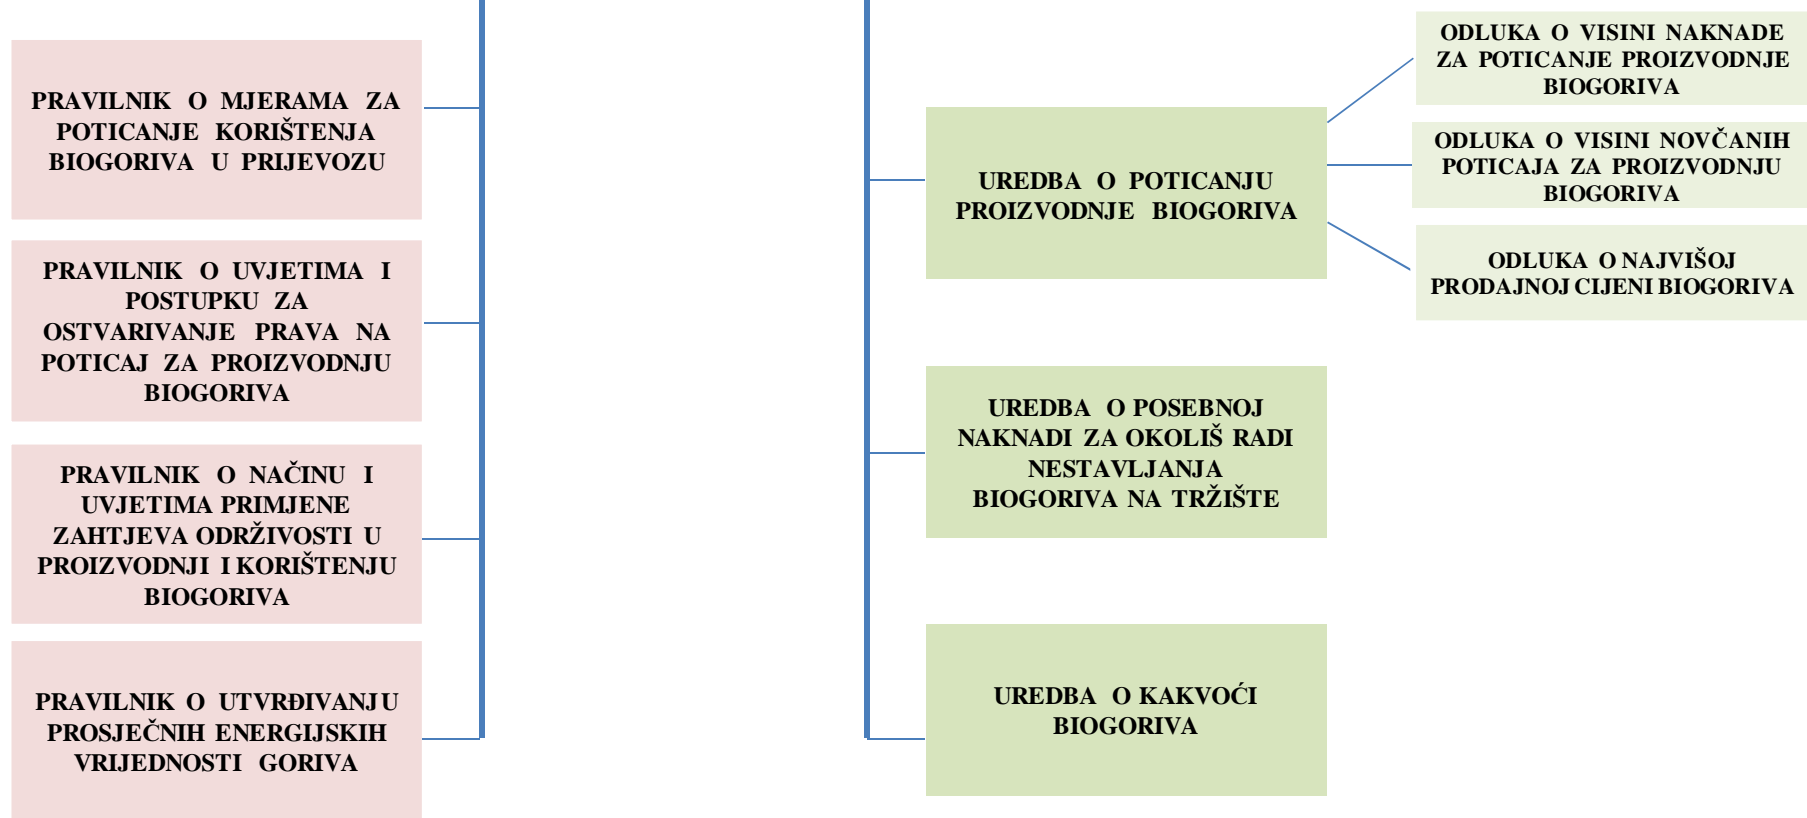 PRAVILNIK O MJERAMA ZA
POTICANJE KORIŠTENJA
BIOGORIVA U PRIJEVOZU
PRAVILNIK O UVJETIMA I
POSTUPKU ZA
OSTVARIVANJE PRAVA NA
POTICAJ ZA PROIZVODNJU
BIOGORIVA
PRAVILNIK O NAČINU I
UVJETIMA PRIMJENE
ZAHTJEVA ODRŽIVOSTI U
PROIZVODNJI I KORIŠTENJU
BIOGORIVA
PRAVILNIK O UTVRĐIVANJU
PROSJEČNIH ENERGIJSKIH
VRIJEDNOSTI GORIVA
UREDBA O POTICANJU
PROIZVODNJE BIOGORIVA
UREDBA O POSEBNOJ
NAKNADI ZA OKOLIŠ RADI
NESTAVLJANJA
BIOGORIVA NA TRŽIŠTE
UREDBA O KAKVOĆI
BIOGORIVA
ODLUKA O VISINI NAKNADE
ZA POTICANJE PROIZVODNJE
BIOGORIVA
ODLUKA O VISINI NOVČANIH
POTICAJA ZA PROIZVODNJU
BIOGORIVA
ODLUKA O NAJVIŠOJ
PRODAJNOJ CIJENI BIOGORIVA